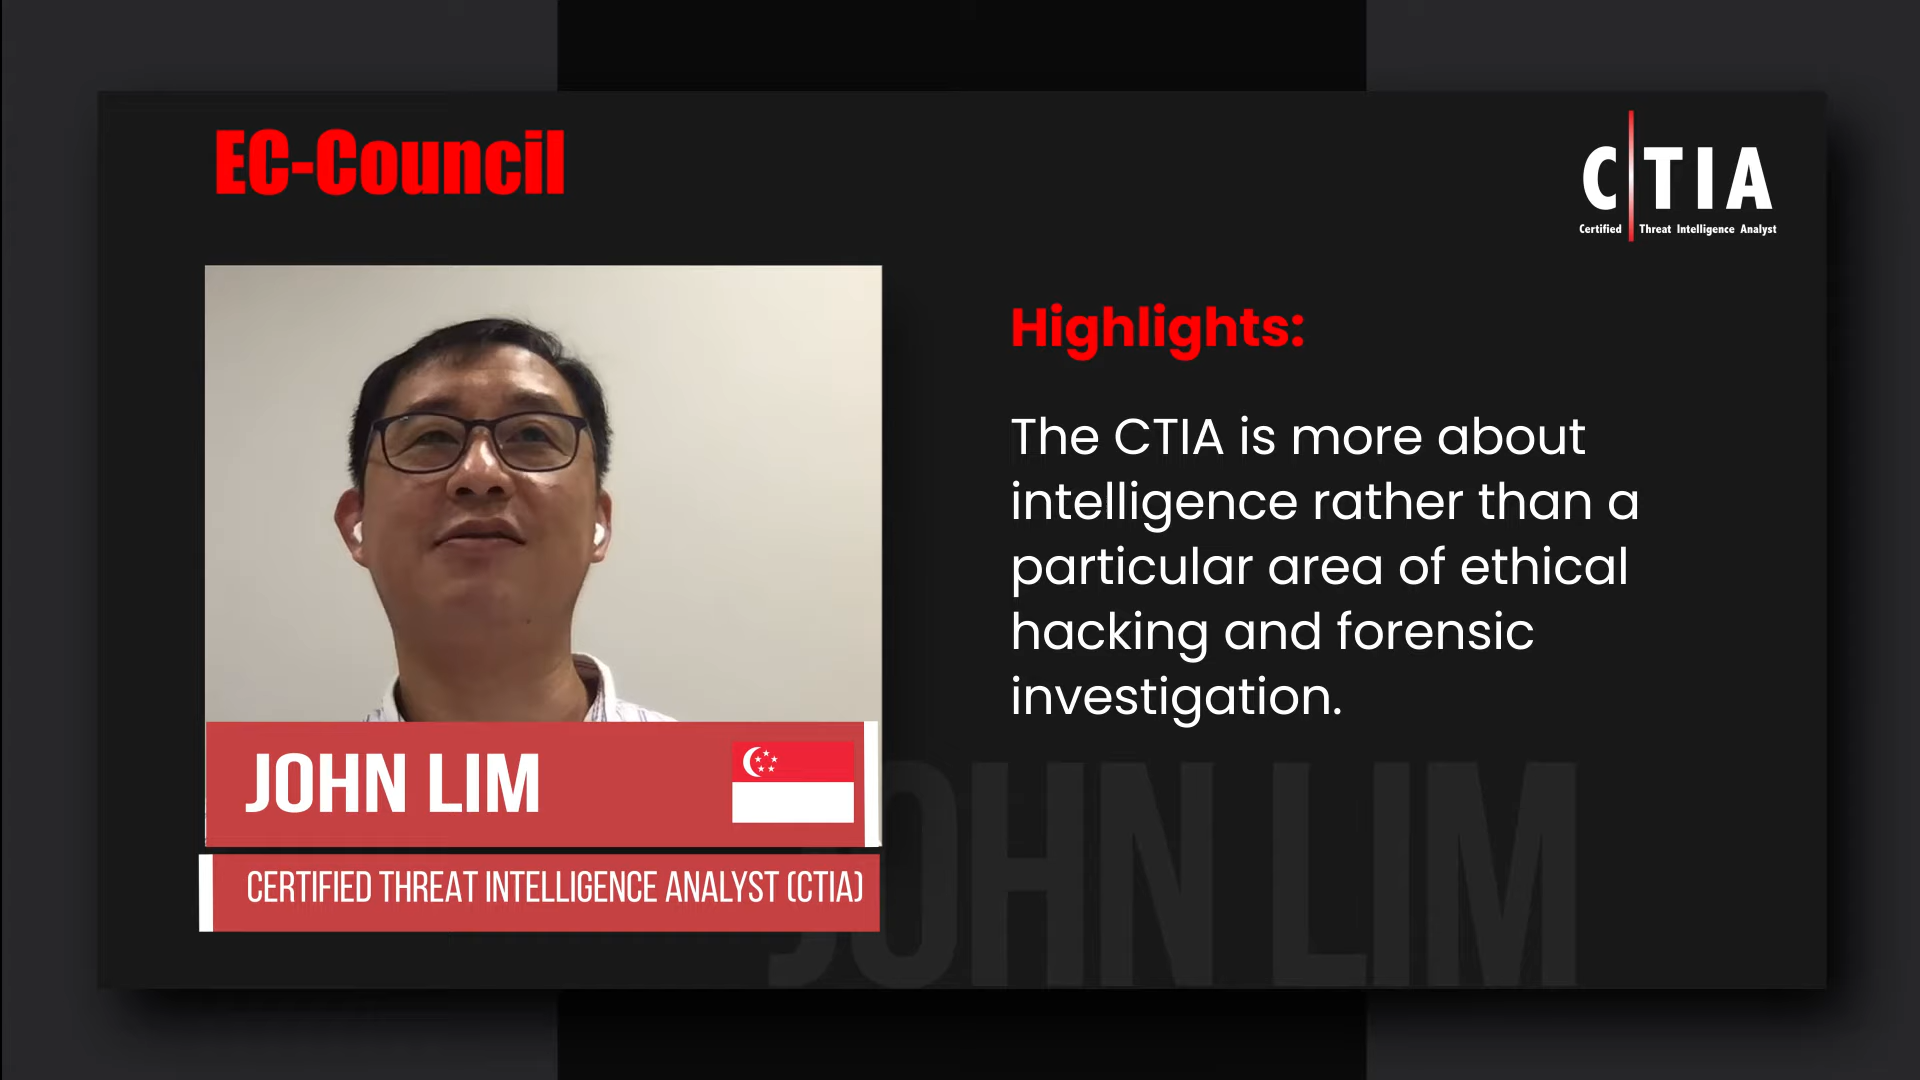 EC-Council
C TIA
Certified Threat Intelligence Analyst
Highlights:
The CTIA is more about
intelligence rather than a
particular area of ethical
hacking and forensic
investigation.
JOHN LIM
CERTIFIED THREAT INTELLIGENCE ANALYST (CTIA)
JOHN LIM